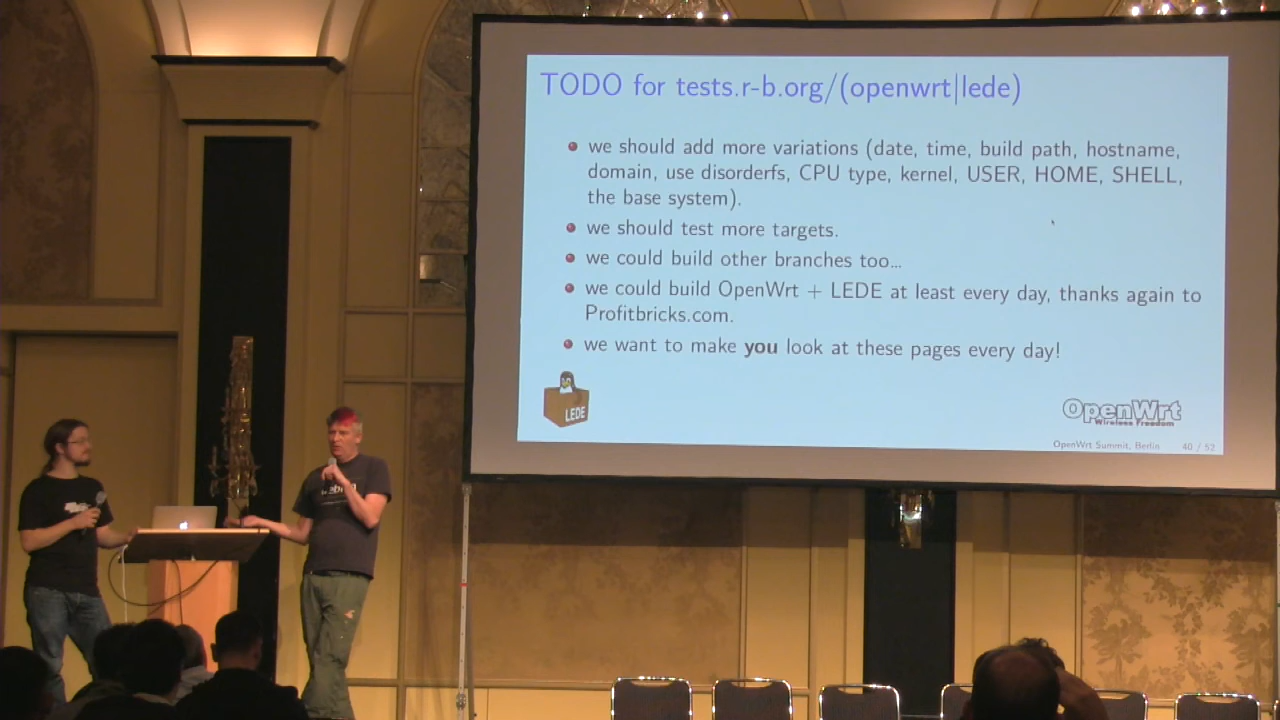 TODO for tests.r-b.org/(openwrt|lede)
we should add more variations (date, time, build path, hostname,
domain, use disorderfs, CPU type, kernel, USER, HOME, SHELL,
the base system).
we should test more targets.
we could build other branches too...
we could build OpenWrt + LEDE at least every day, thanks again to
Profitbricks.com.
we want to make you look at these pages every day!
LEDE
OpenWrt
Wireless Freedom
OpenWrt Summit, Berlin 40 / 52